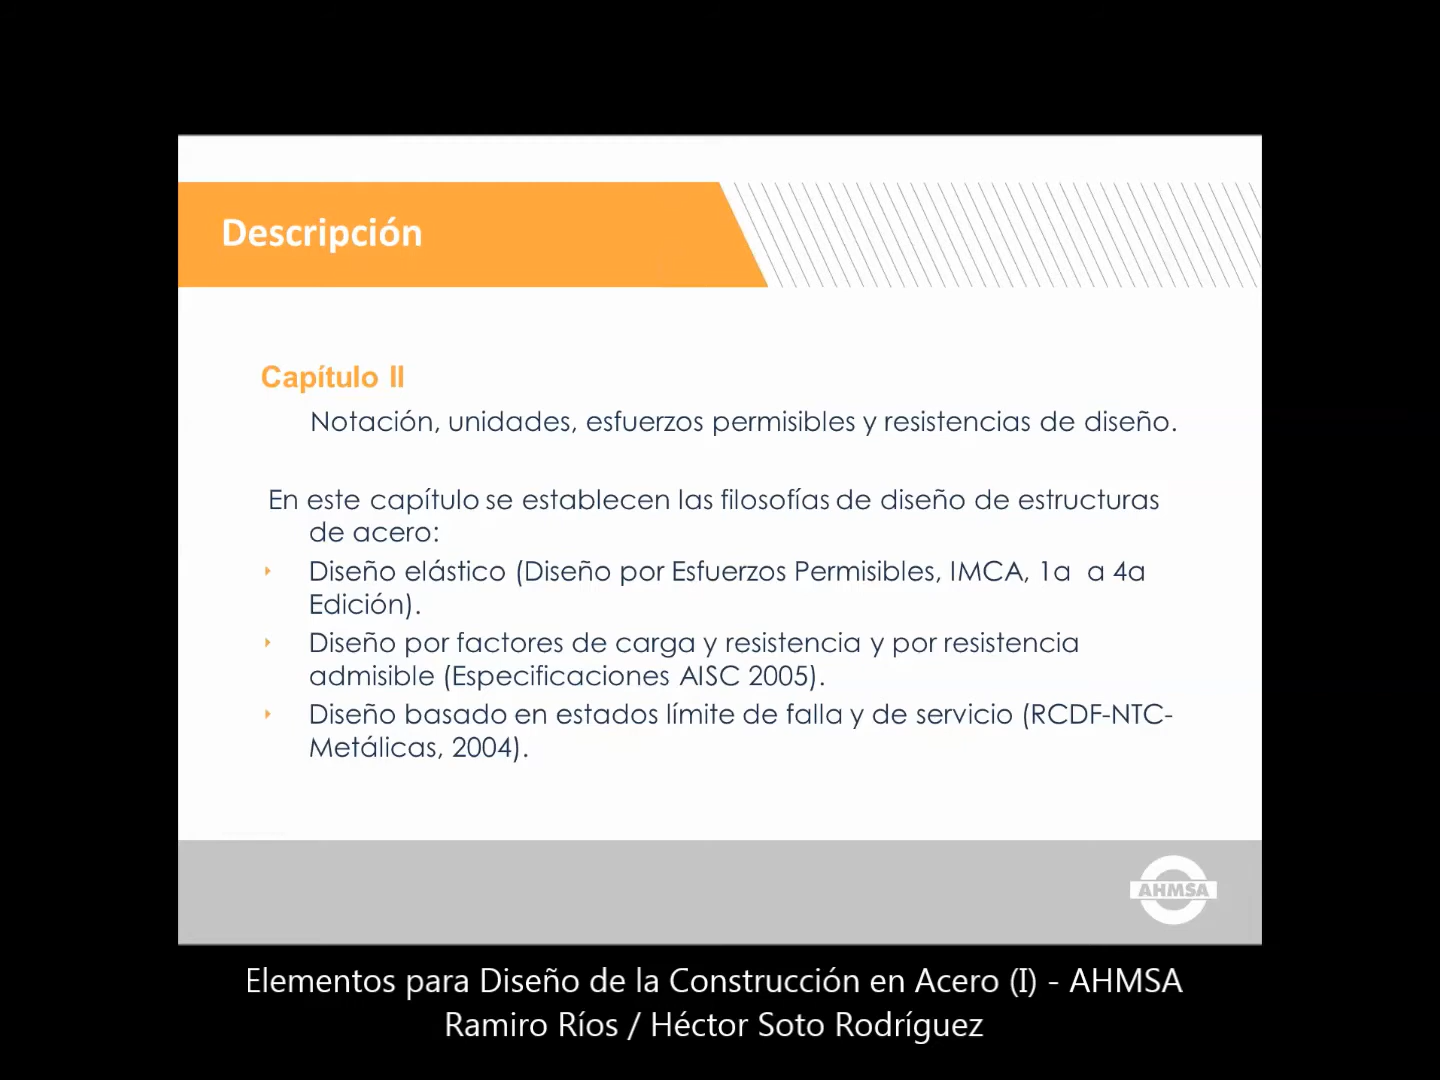 Descripción
Capítulo II
Notación, unidades, esfuerzos permisibles y resistencias de diseño.
En este capítulo se establecen las filosofías de diseño de estructuras
de acero:
‣ Diseño elástico (Diseño por Esfuerzos Permisibles, IMCA, 1a a 4a
Edición).
‣ Diseño por factores de carga y resistencia y por resistencia
admisible (Especificaciones AISC 2005).
‣ Diseño basado en estados límite de falla y de servicio (RCDF-NTC-
Metálicas, 2004).
AHMSA
Elementos para Diseño de la Construcción en Acero (I) - AHMSA
Ramiro Ríos / Héctor Soto Rodríguez